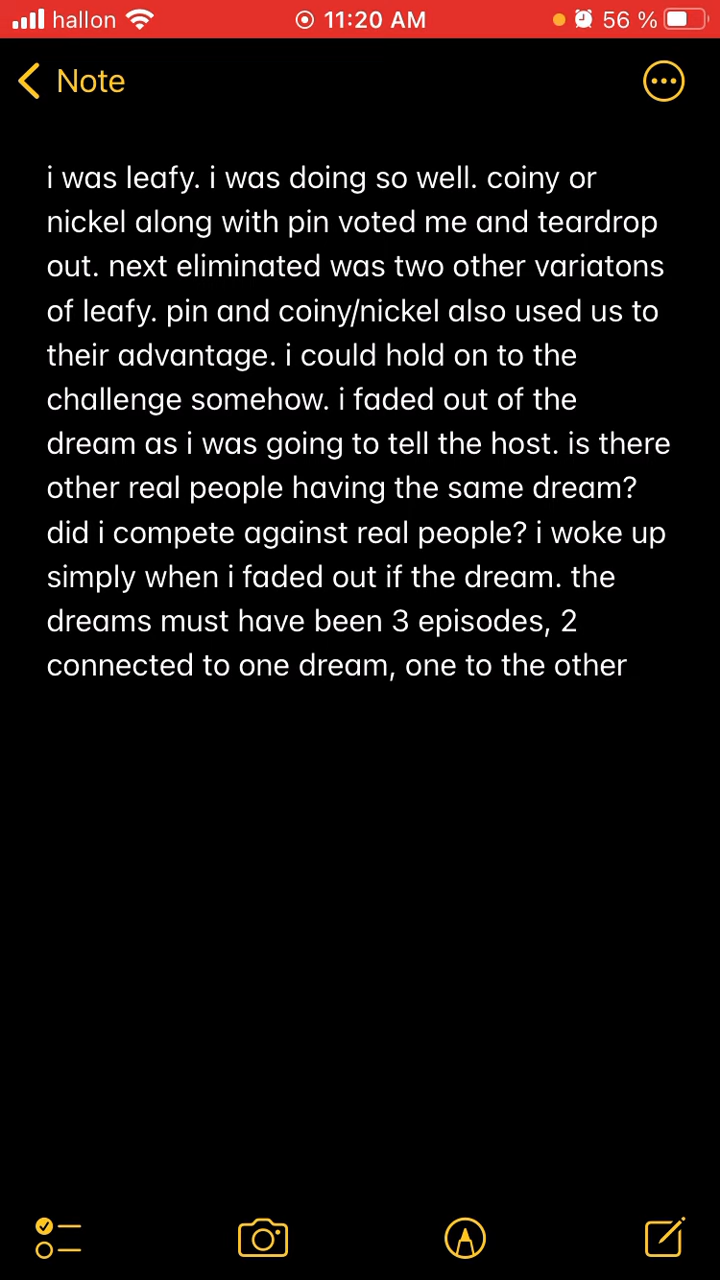 hallon 11:20 AM 56 %
Note
i was leafy. i was doing so well. coiny or
nickel along with pin voted me and teardrop
out. next eliminated was two other variatons
of leafy. pin and coiny/nickel also used us to
their advantage. i could hold on to the
challenge somehow. i faded out of the
dream as i was going to tell the host. is there
other real people having the same dream?
did i compete against real people? i woke up
simply when i faded out if the dream. the
dreams must have been 3 episodes, 2
connected to one dream, one to the other